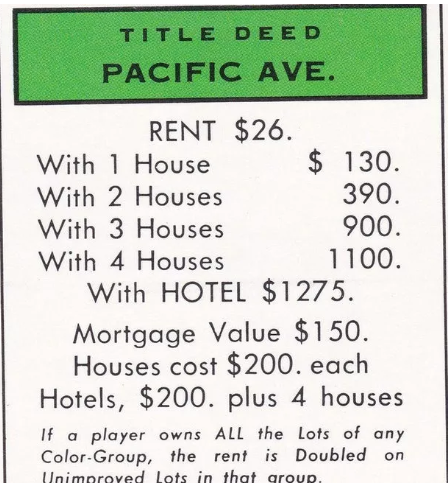 TITLE DEED
PACIFIC AVE.
RENT $26.
With 1 House $ 130.
With 2 Houses 390.
With 3 Houses 900.
With 4 Houses 1100.
With HOTEL $1275.
Mortgage Value $150.
Houses cost $200. each
Hotels, $200. plus 4 houses
If a player owns ALL the Lots of any
Color-Group, the rent is Doubled on
Unimproved Lots in that group.